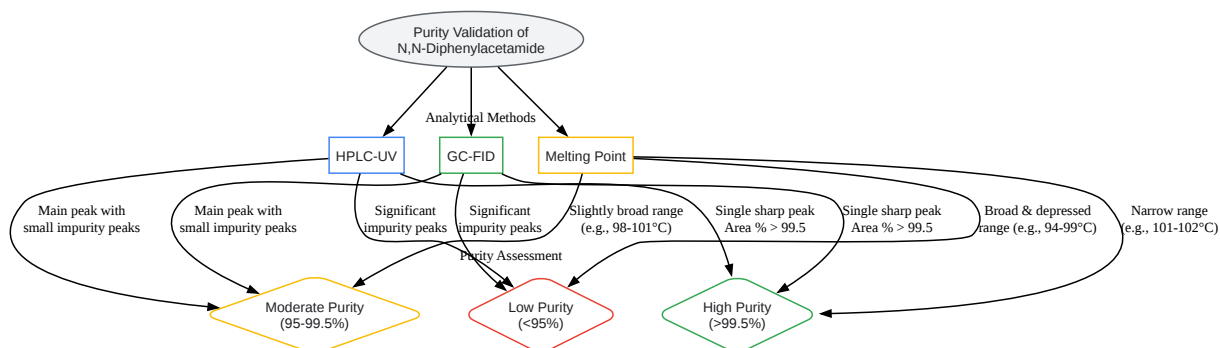 Purity Validation of
N,N-Diphenylacetamide
Analytical Methods
HPLC-UV
GC-FID
Melting Point
Main peak with
small impurity peaks
Main peak with
small impurity peaks
Significant
impurity peaks
Significant
impurity peaks
Slightly broad range
(e.g., 98-101°C)
Single sharp peak
Area % > 99.5
Single sharp peak
Area % > 99.5
Broad & depressed
range (e.g., 94-99°C)
Narrow range
(e.g., 101-102°C)
Purity Assessment
Moderate Purity
(95-99.5%)
Low Purity
(<95%)
High Purity
(>99.5%)